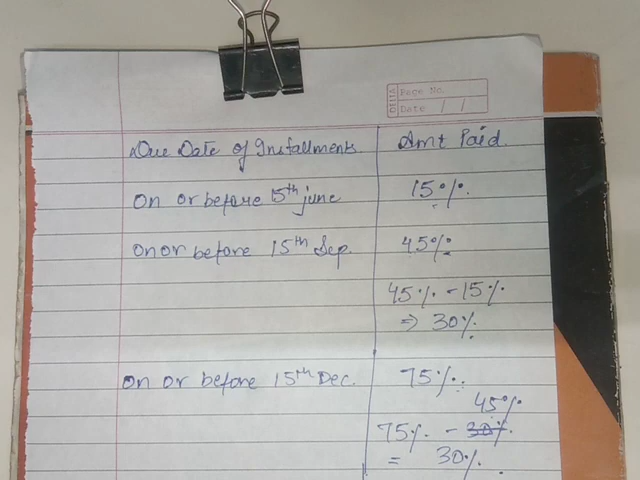 Page No.
Date / /
Due Date of Installments Amt Paid.
On or before 15th june 15%.
On or before 15th Sep. 45%
45% - 15%
⇒ 30%
On or before 15th Dec. 75%
45%
75% - 30%
= 30%